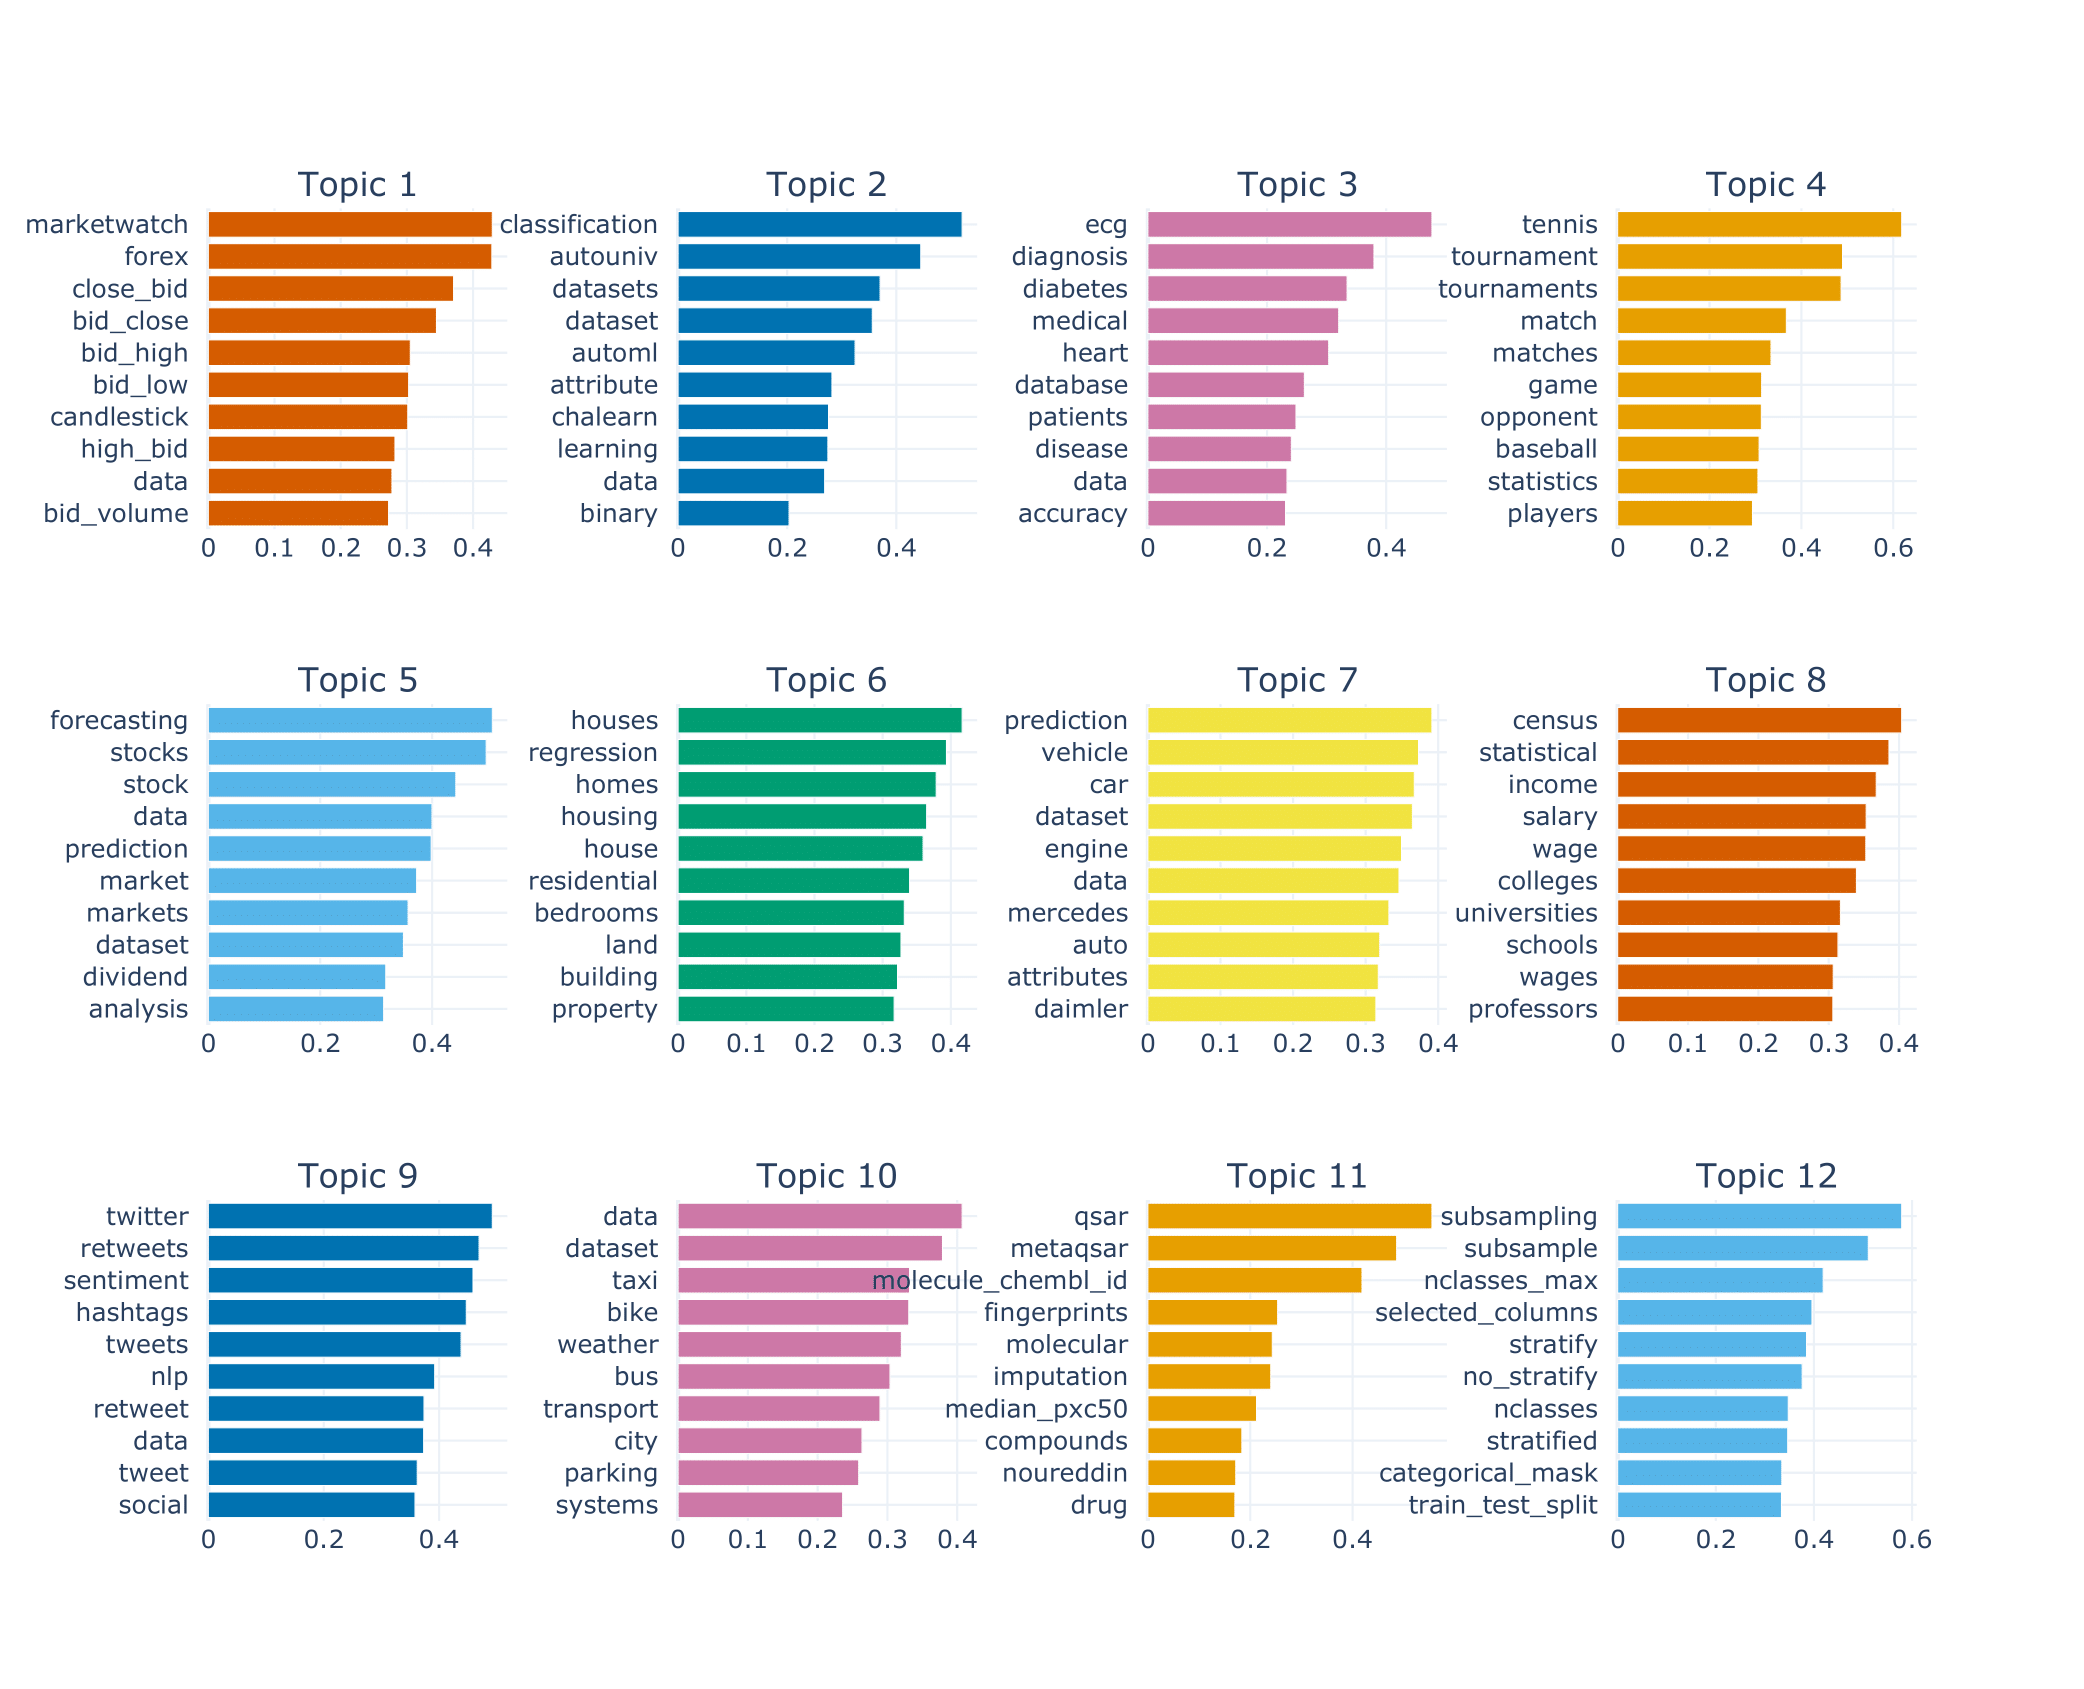 Topic 1
marketwatch
forex
close_bid
bid_close
bid_high
bid_low
candlestick
high_bid
data
bid_volume
0 0.1 0.2 0.3 0.4
Topic 2
classification
autouniv
datasets
dataset
automl
attribute
chalearn
learning
data
binary
0 0.2 0.4
Topic 3
ecg
diagnosis
diabetes
medical
heart
database
patients
disease
data
accuracy
0 0.2 0.4
Topic 4
tennis
tournament
tournaments
match
matches
game
opponent
baseball
statistics
players
0 0.2 0.4 0.6
Topic 5
forecasting
stocks
stock
data
prediction
market
markets
dataset
dividend
analysis
0 0.2 0.4
Topic 6
houses
regression
homes
housing
house
residential
bedrooms
land
building
property
0 0.1 0.2 0.3 0.4
Topic 7
prediction
vehicle
car
dataset
engine
data
mercedes
auto
attributes
daimler
0 0.1 0.2 0.3 0.4
Topic 8
census
statistical
income
salary
wage
colleges
universities
schools
wages
professors
0 0.1 0.2 0.3 0.4
Topic 9
twitter
retweets
sentiment
hashtags
tweets
nlp
retweet
data
tweet
social
0 0.2 0.4
Topic 10
data
dataset
taxi
bike
weather
bus
transport
city
parking
systems
0 0.1 0.2 0.3 0.4
Topic 11
qsar
metaqsar
molecule_chembl_id
fingerprints
molecular
imputation
median_pxc50
compounds
noureddin
drug
0 0.2 0.4
Topic 12
subsampling
subsample
nclasses_max
selected_columns
stratify
no_stratify
nclasses
stratified
categorical_mask
train_test_split
0 0.2 0.4 0.6